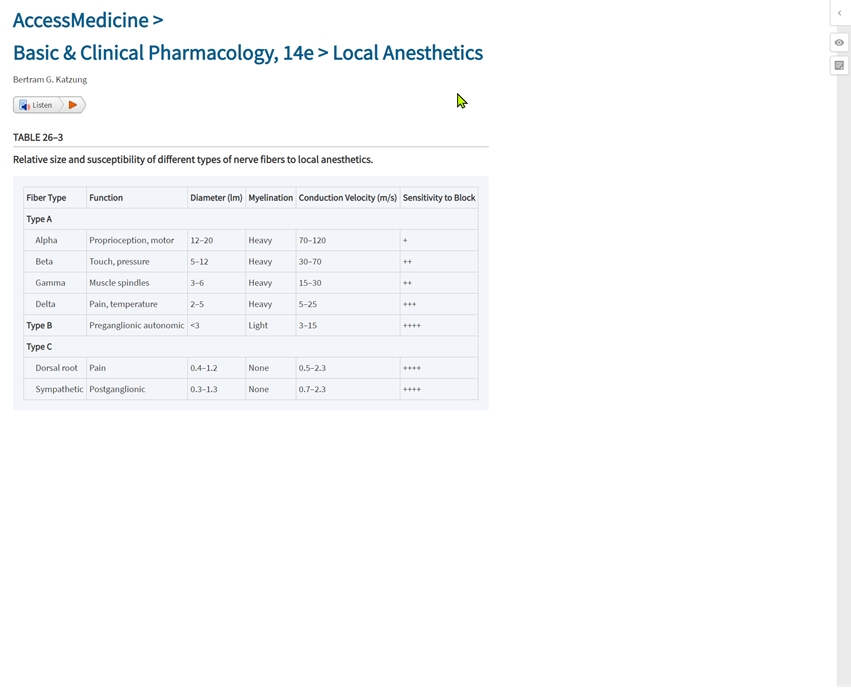 AccessMedicine >
Basic & Clinical Pharmacology, 14e > Local Anesthetics
Bertram G. Katzung
Listen
TABLE 26–3
Relative size and susceptibility of different types of nerve fibers to local anesthetics.
Fiber Type Function Diameter (lm) Myelination Conduction Velocity (m/s) Sensitivity to Block
Type A
Alpha Proprioception, motor 12–20 Heavy 70–120 +
Beta Touch, pressure 5–12 Heavy 30–70 ++
Gamma Muscle spindles 3–6 Heavy 15–30 ++
Delta Pain, temperature 2–5 Heavy 5–25 +++
Type B Preganglionic autonomic <3 Light 3–15 ++++
Type C
Dorsal root Pain 0.4–1.2 None 0.5–2.3 ++++
Sympathetic Postganglionic 0.3–1.3 None 0.7–2.3 ++++